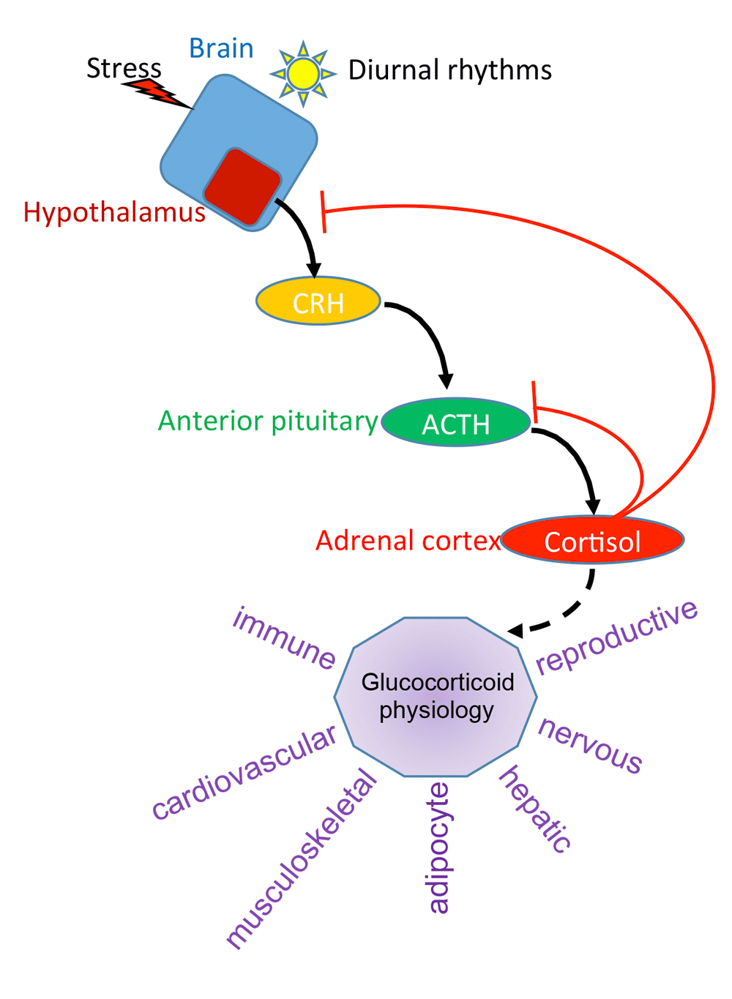 Brain
Stress
Diurnal rhythms
Hypothalamus
CRH
Anterior pituitary
ACTH
Adrenal cortex
Cortisol
immune
reproductive
Glucocorticoid
physiology
cardiovascular
nervous
musculoskeletal
adipocyte
hepatic